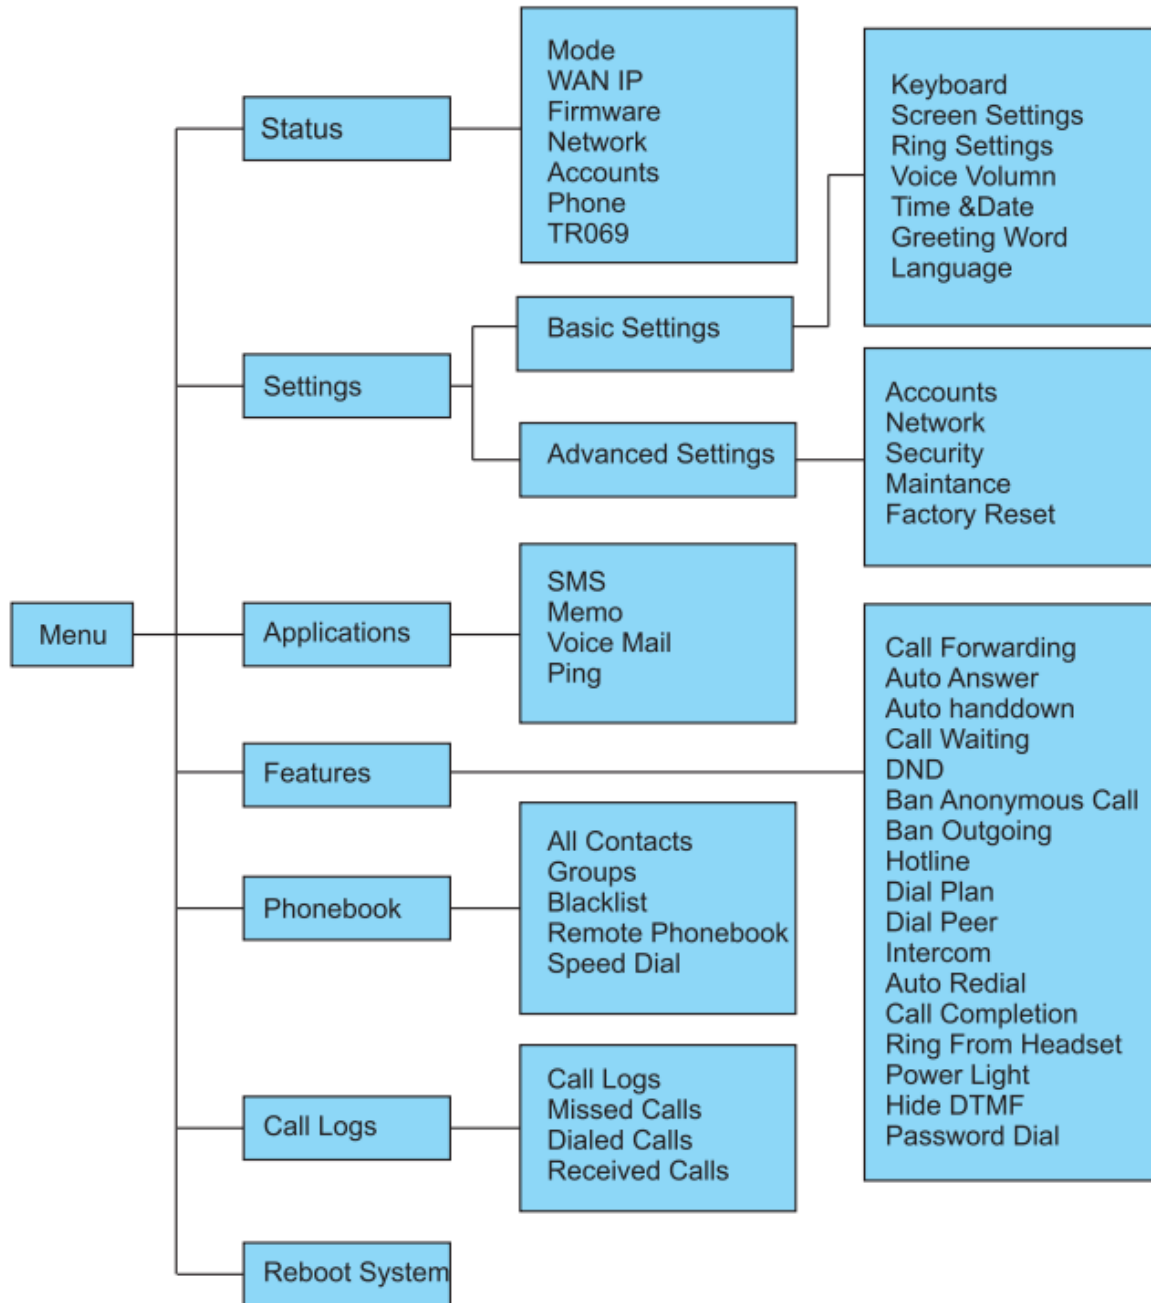 Menu
Status
Mode
WAN IP
Firmware
Network
Accounts
Phone
TR069
Settings
Basic Settings
Keyboard
Screen Settings
Ring Settings
Voice Volumn
Time &Date
Greeting Word
Language
Advanced Settings
Accounts
Network
Security
Maintance
Factory Reset
Applications
SMS
Memo
Voice Mail
Ping
Features
Call Forwarding
Auto Answer
Auto handdown
Call Waiting
DND
Ban Anonymous Call
Ban Outgoing
Hotline
Dial Plan
Dial Peer
Intercom
Auto Redial
Call Completion
Ring From Headset
Power Light
Hide DTMF
Password Dial
Phonebook
All Contacts
Groups
Blacklist
Remote Phonebook
Speed Dial
Call Logs
Call Logs
Missed Calls
Dialed Calls
Received Calls
Reboot System